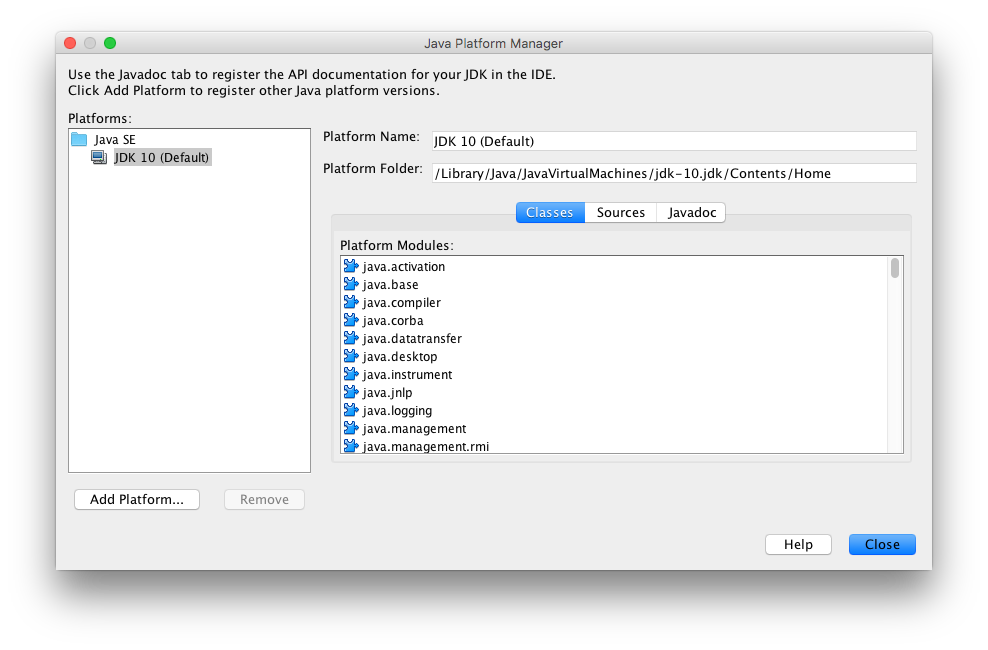 Java Platform Manager
Use the Javadoc tab to register the API documentation for your JDK in the IDE.
Click Add Platform to register other Java platform versions.
Platforms:
Java SE
JDK 10 (Default)
Platform Name: JDK 10 (Default)
Platform Folder: /Library/Java/JavaVirtualMachines/jdk-10.jdk/Contents/Home
Classes Sources Javadoc
Platform Modules:
java.activation
java.base
java.compiler
java.corba
java.datatransfer
java.desktop
java.instrument
java.jnlp
java.logging
java.management
java.management.rmi
Add Platform... Remove
Help Close